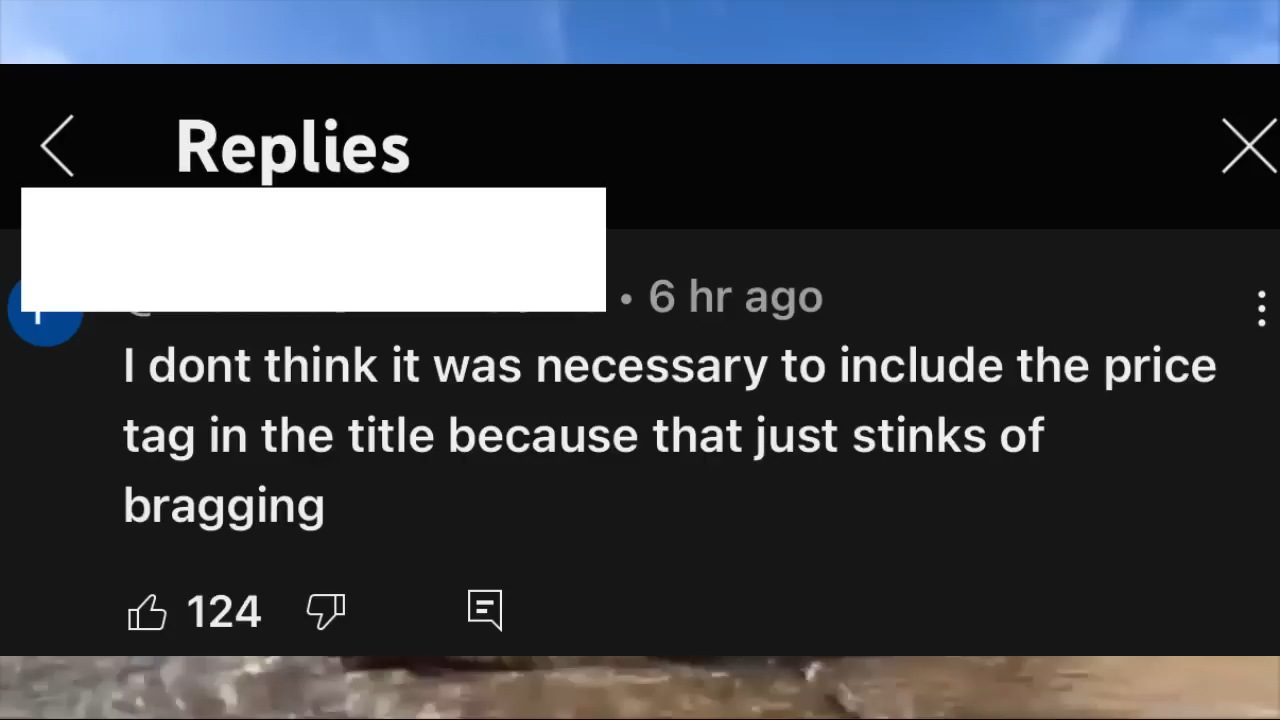 Replies
• 6 hr ago
I dont think it was necessary to include the price
tag in the title because that just stinks of
bragging
124